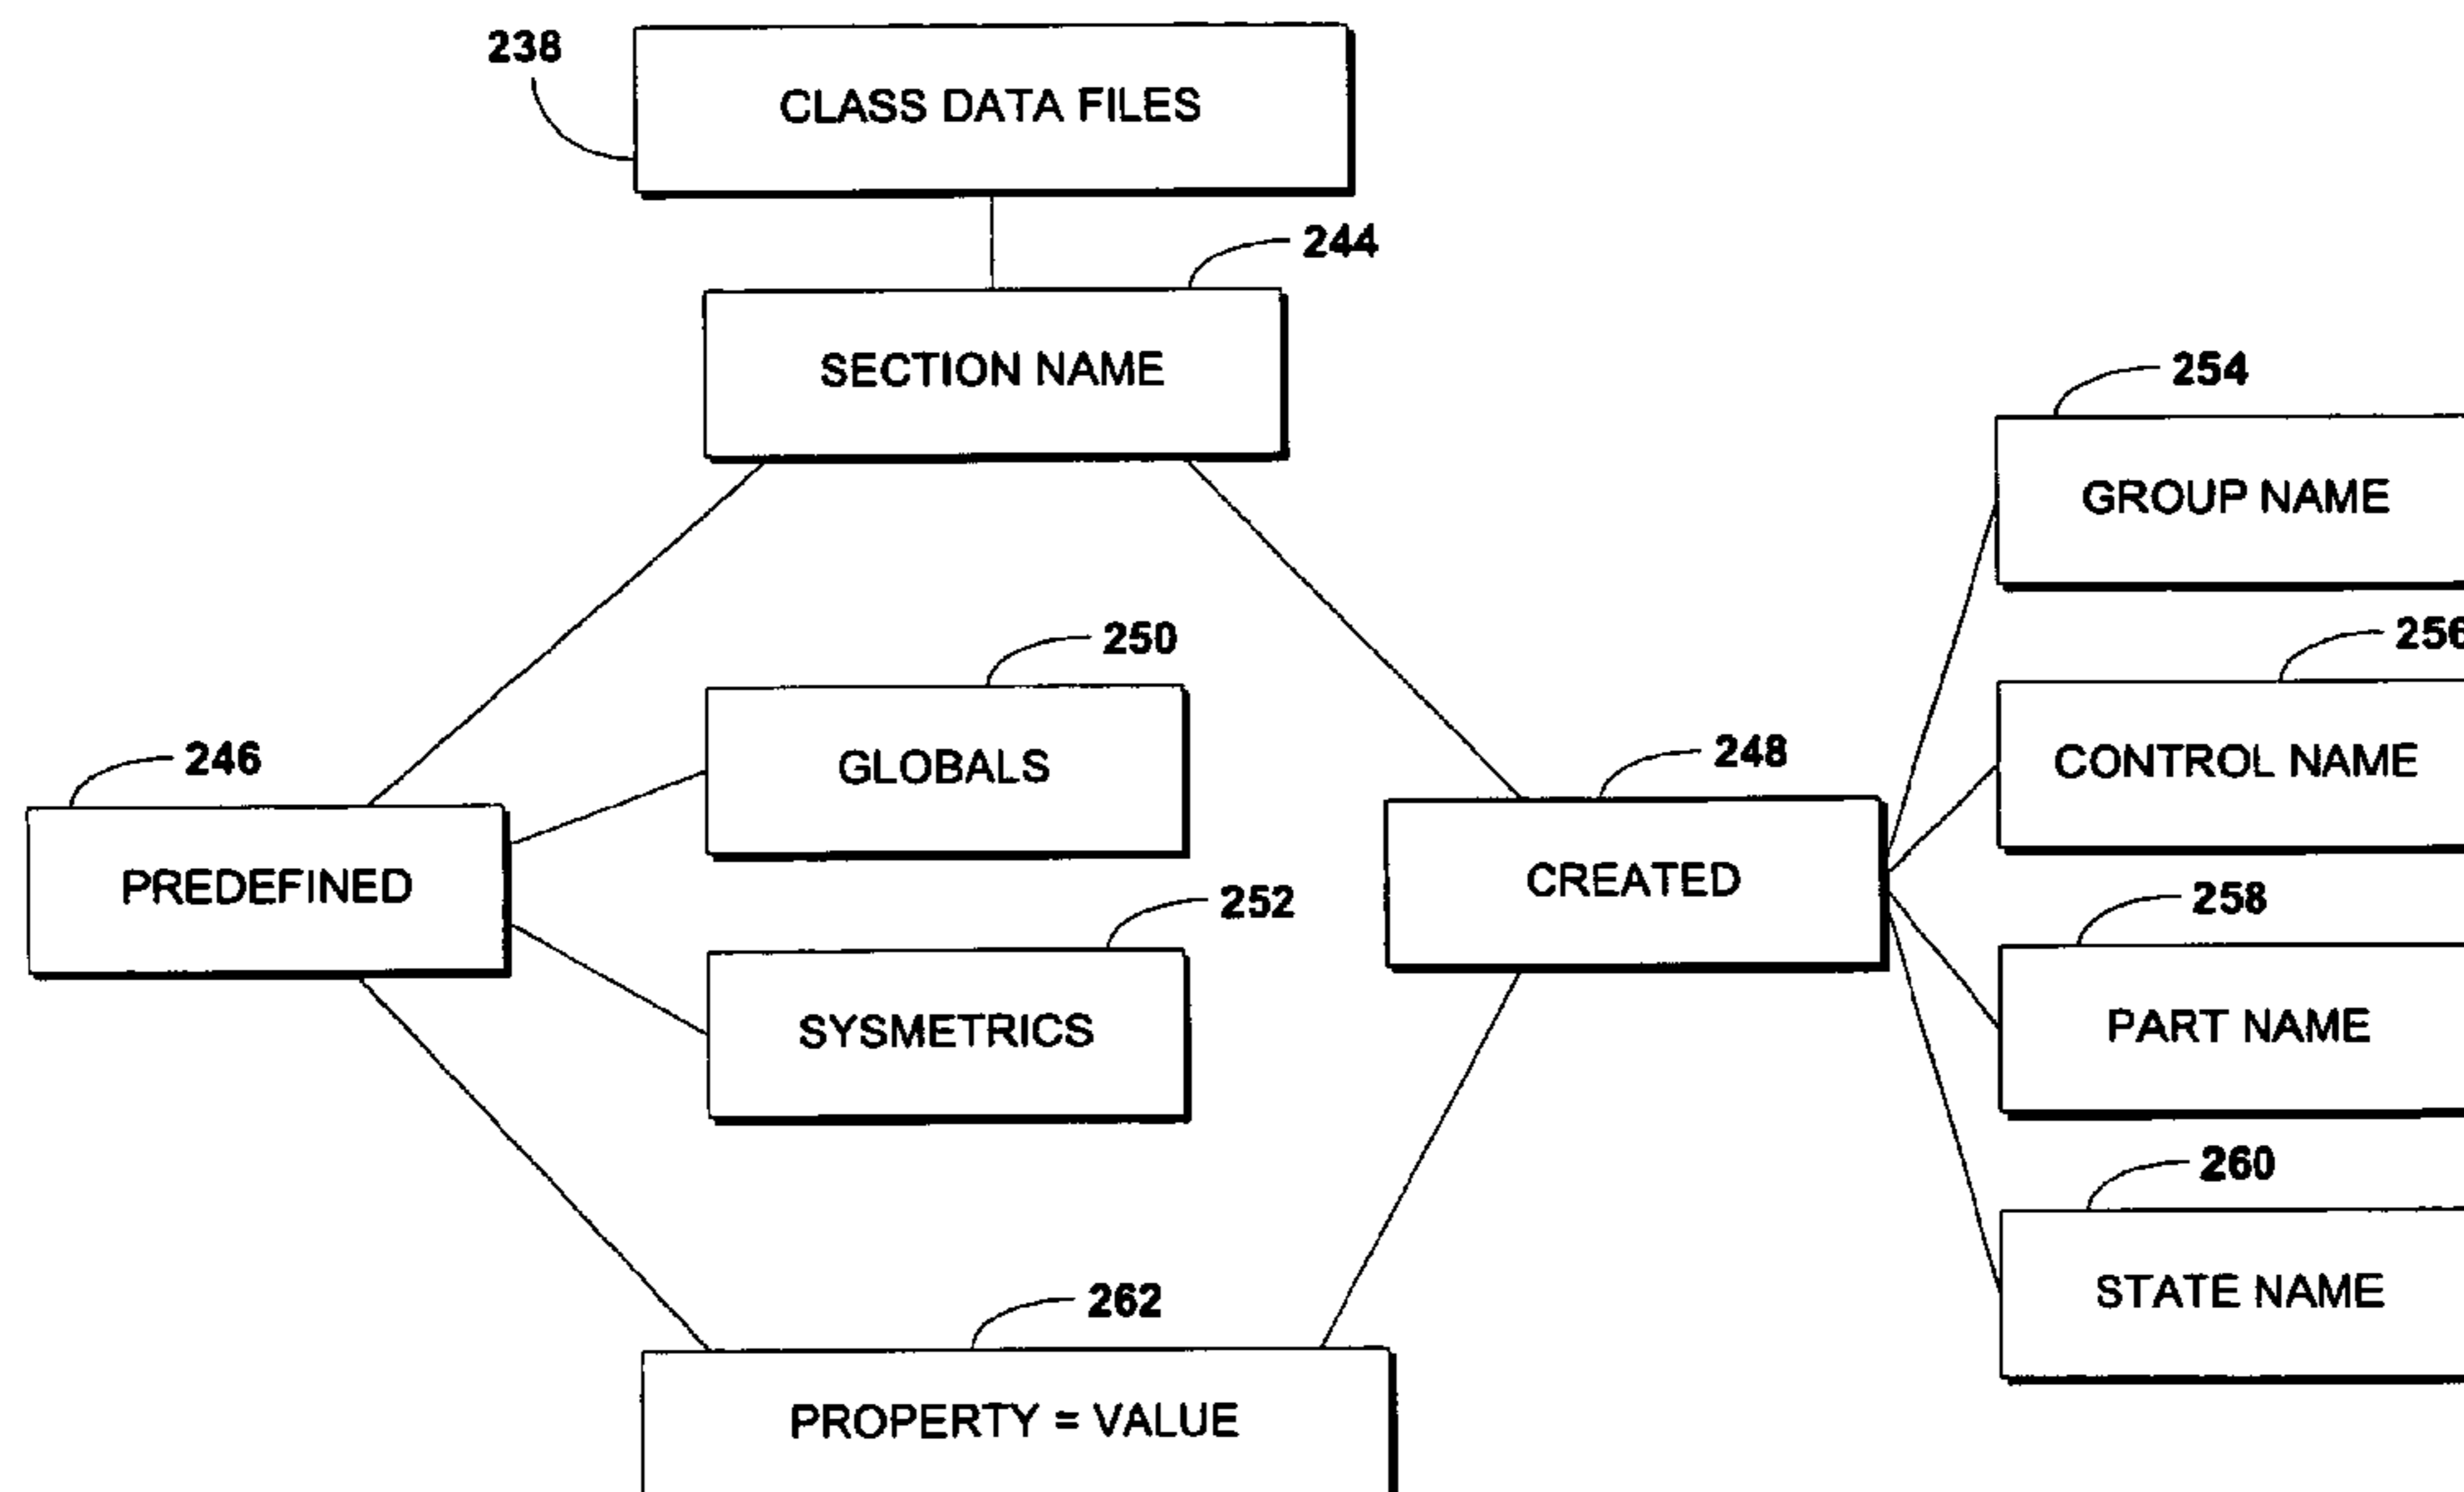 238
CLASS DATA FILES
244
SECTION NAME
254
GROUP NAME
250
256
GLOBALS
246
248
CONTROL NAME
PREDEFINED
CREATED
252
258
SYSMETRICS
PART NAME
260
262
STATE NAME
PROPERTY = VALUE